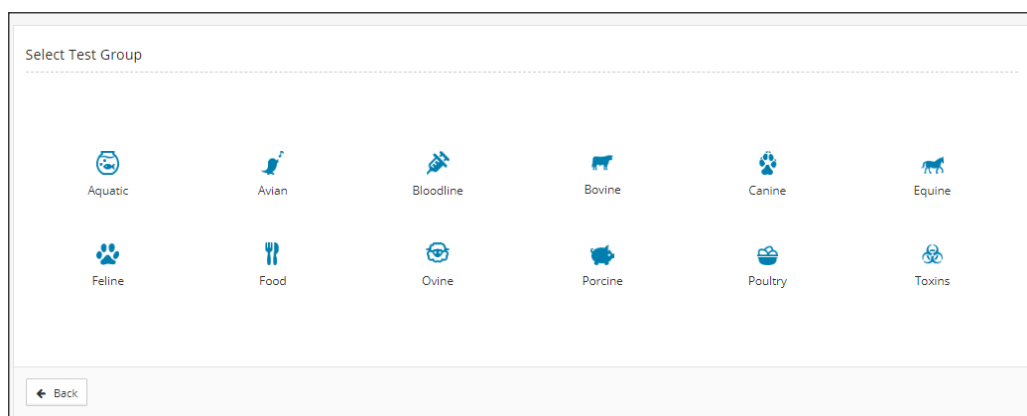 Select Test Group
Aquatic Avian Bloodline Bovine Canine Equine
Feline Food Ovine Porcine Poultry Toxins
Back